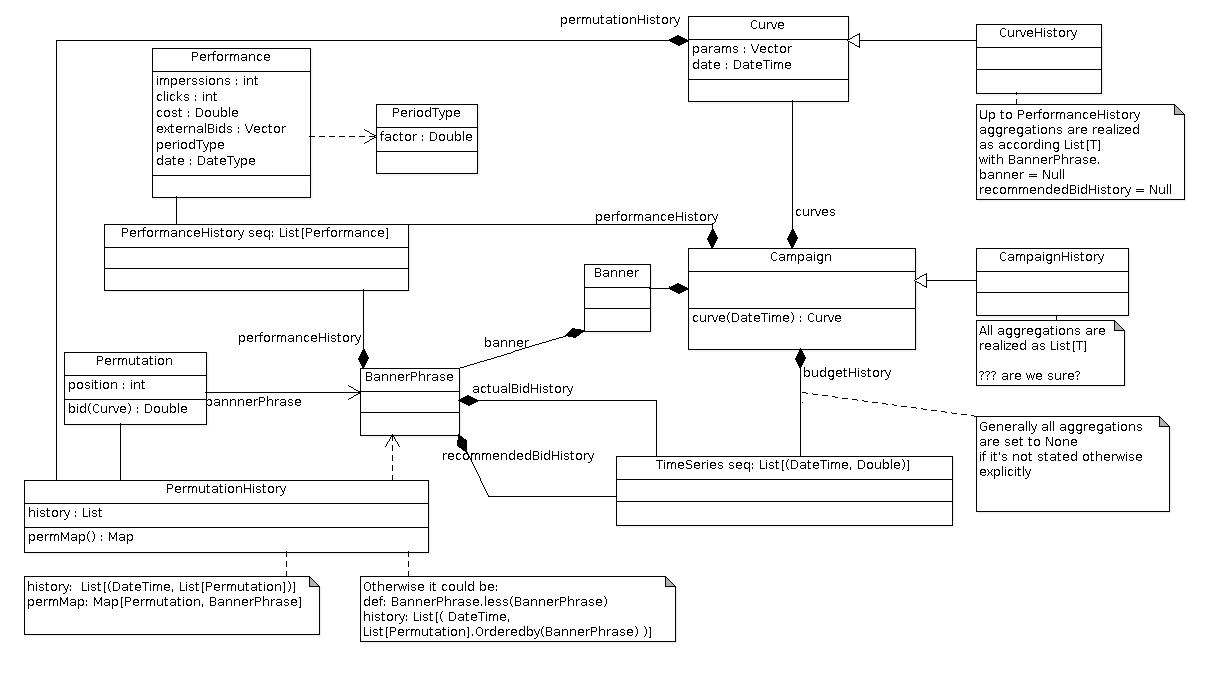 permutationHistory
Curve
params : Vector
date : DateTime
CurveHistory
Performance
imperssions : int
clicks : int
cost : Double
externalBids : Vector
periodType
date : DateType
PeriodType
factor : Double
Up to PerformanceHistory
aggregations are realized
as according List[T]
with BannerPhrase.
banner = Null
recommendedBidHistory = Null
performanceHistory
curves
PerformanceHistory seq: List[Performance]
Banner
Campaign
curve(DateTime) : Curve
CampaignHistory
All aggregations are
realized as List[T]
??? are we sure?
performanceHistory
banner
budgetHistory
Permutation
position : int
bid(Curve) : Double
bannnerPhrase
BannerPhrase
actualBidHistory
recommendedBidHistory
Generally all aggregations
are set to None
if it's not stated otherwise
explicitly
TimeSeries seq: List[(DateTime, Double)]
PermutationHistory
history : List
permMap() : Map
history:  List[(DateTime, List[Permutation])]
permMap: Map[Permutation, BannerPhrase]
Otherwise it could be:
def: BannerPhrase.less(BannerPhrase)
history: List[( DateTime,
List[Permutation].Orderedby(BannerPhrase) )]